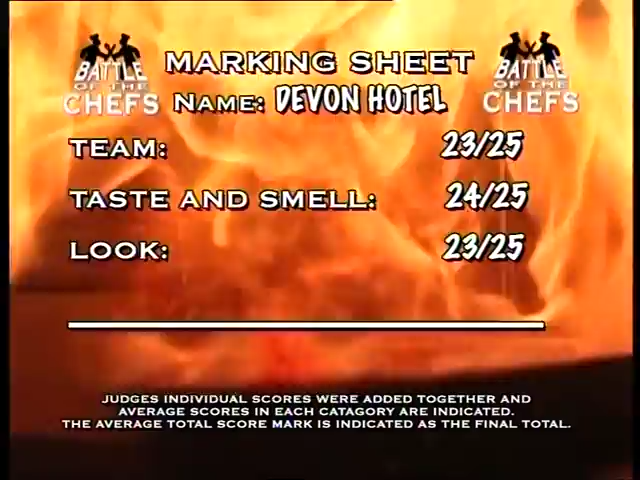 BATTLE OF THE CHEFS
MARKING SHEET
BATTLE OF THE CHEFS
NAME: DEVON HOTEL
TEAM: 23/25
TASTE AND SMELL: 24/25
LOOK: 23/25
JUDGES INDIVIDUAL SCORES WERE ADDED TOGETHER AND
AVERAGE SCORES IN EACH CATAGORY ARE INDICATED.
THE AVERAGE TOTAL SCORE MARK IS INDICATED AS THE FINAL TOTAL.